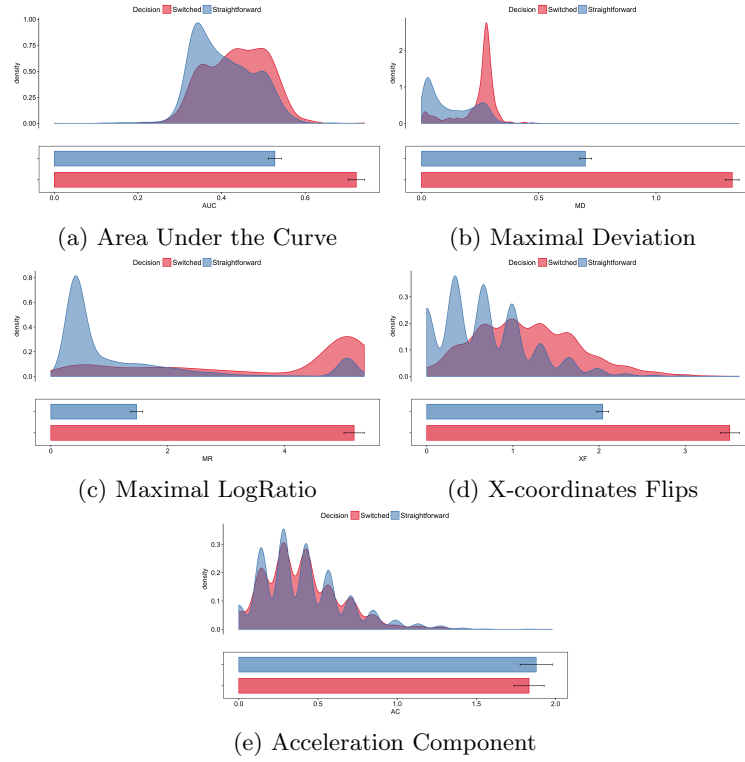 Decision Switched Straightforward
Decision Switched Straightforward
density
1.00
0.75
0.50
0.25
0.00
density
2
1
0
0.0 0.2 0.4 0.6
AUC
0.0 0.5 1.0
MD
(a) Area Under the Curve
(b) Maximal Deviation
Decision Switched Straightforward
Decision Switched Straightforward
density
0.8
0.6
0.4
0.2
0.0
density
0.3
0.2
0.1
0.0
0 2 4
MR
0 1 2 3
XF
(c) Maximal LogRatio
(d) X-coordinates Flips
Decision Switched Straightforward
density
0.3
0.2
0.1
0.0
0.0 0.5 1.0 1.5 2.0
AC
(e) Acceleration Component